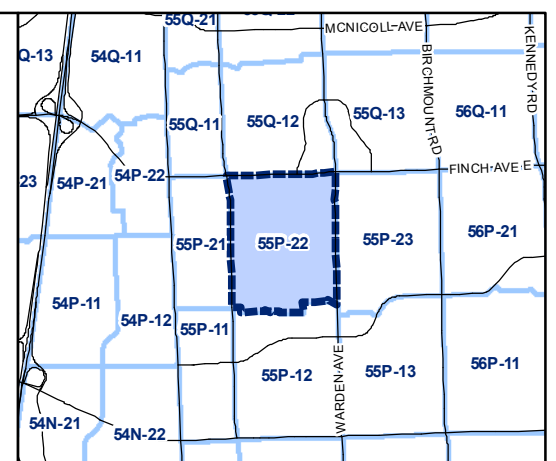 55Q-21
MCNICOLL AVE
Q-13
54Q-11
BIRCHMOUNT RD
KENNEDY RD
55Q-11
55Q-12
55Q-13
56Q-11
FINCH AVE E
23
54P-21
54P-22
55P-21
55P-22
55P-23
56P-21
54P-11
54P-12
55P-11
55P-12
55P-13
56P-11
WARDEN AVE
54N-21
54N-22